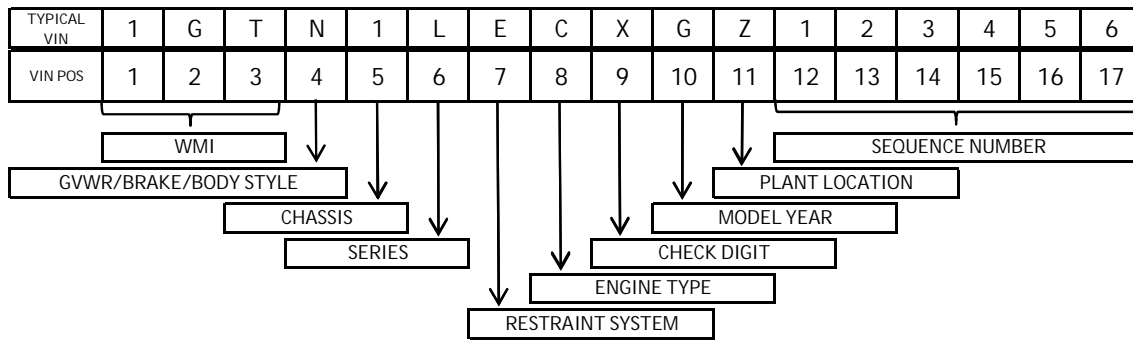 TYPICAL VIN 1 G T N 1 L E C X G Z 1 2 3 4 5 6
VIN POS 1 2 3 4 5 6 7 8 9 10 11 12 13 14 15 16 17
WMI SEQUENCE NUMBER
GVWR/BRAKE/BODY STYLE PLANT LOCATION
CHASSIS MODEL YEAR
SERIES CHECK DIGIT
ENGINE TYPE
RESTRAINT SYSTEM